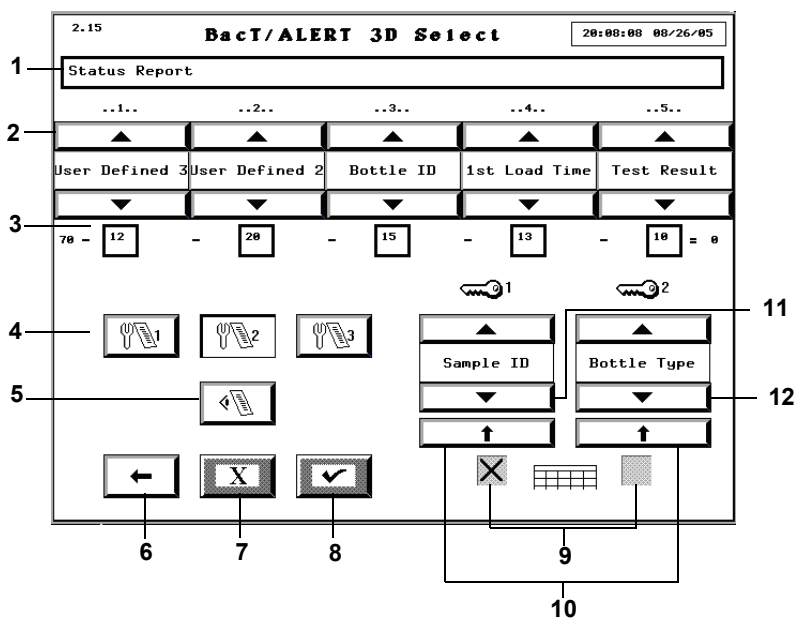 2.15
BacT/ALERT 3D Select
20:08:08 08/26/05
1
Status Report
..1.. ..2.. ..3.. ..4.. ..5..
2
User Defined 3 User Defined 2 Bottle ID 1st Load Time Test Result
3
70 - 12 - 20 - 15 - 13 - 10 = 0
1 2
11
4
1 2 3
Sample ID Bottle Type
5
12
X
6 7 8 9
10